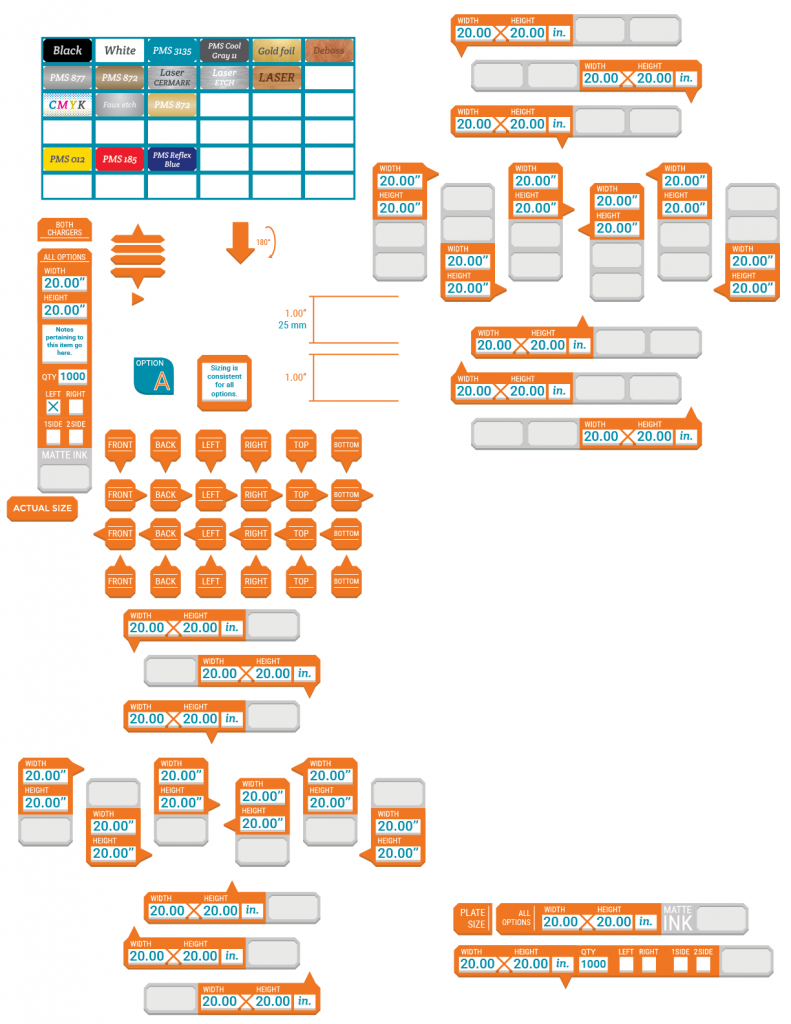 Black White PMS 3135 PMS Cool Gray 11 Gold foil Deboss
PMS 877 PMS 872 Laser CERMARK Laser ETCH LASER
CMYK Faux etch PMS 872
PMS 012 PMS 185 PMS Reflex Blue
WIDTH HEIGHT
20.00 20.00 in.
WIDTH HEIGHT
20.00 20.00 in.
WIDTH HEIGHT
20.00 20.00 in.
WIDTH
20.00”
HEIGHT
20.00”
WIDTH
20.00”
HEIGHT
20.00”
WIDTH
20.00”
HEIGHT
20.00”
WIDTH
20.00”
HEIGHT
20.00”
WIDTH
20.00”
HEIGHT
20.00”
WIDTH
20.00”
HEIGHT
20.00”
BOTH
CHARGERS
ALL OPTIONS
WIDTH
20.00”
HEIGHT
20.00”
Notes
pertaining to
this item go
here.
QTY 1000
LEFT RIGHT
1SIDE 2SIDE
MATTE INK
ACTUAL SIZE
180°
1.00”
25 mm
1.00”
OPTION
A
Sizing is
consistent
for all
options.
WIDTH HEIGHT
20.00 20.00 in.
WIDTH HEIGHT
20.00 20.00 in.
WIDTH HEIGHT
20.00 20.00 in.
FRONT BACK LEFT RIGHT TOP BOTTOM
FRONT BACK LEFT RIGHT TOP BOTTOM
FRONT BACK LEFT RIGHT TOP BOTTOM
FRONT BACK LEFT RIGHT TOP BOTTOM
WIDTH HEIGHT
20.00 20.00 in.
WIDTH HEIGHT
20.00 20.00 in.
WIDTH HEIGHT
20.00 20.00 in.
WIDTH
20.00”
HEIGHT
20.00”
WIDTH
20.00”
HEIGHT
20.00”
WIDTH
20.00”
HEIGHT
20.00”
WIDTH
20.00”
HEIGHT
20.00”
WIDTH
20.00”
HEIGHT
20.00”
WIDTH
20.00”
HEIGHT
20.00”
WIDTH HEIGHT
20.00 20.00 in.
WIDTH HEIGHT
20.00 20.00 in.
WIDTH HEIGHT
20.00 20.00 in.
PLATE
SIZE
ALL
OPTIONS
WIDTH HEIGHT
20.00 20.00 in.
MATTE
INK
WIDTH HEIGHT QTY LEFT RIGHT 1SIDE 2SIDE
20.00 20.00 in. 1000